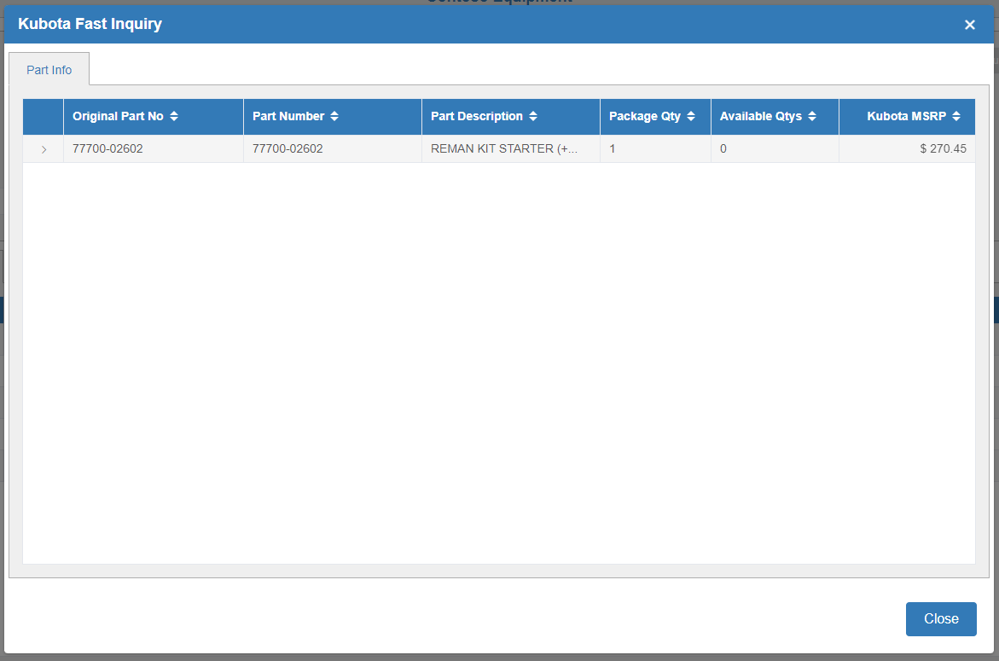 Kubota Fast Inquiry
Part Info
Original Part No Part Number Part Description Package Qty Available Qtys Kubota MSRP
77700-02602 77700-02602 REMAN KIT STARTER (+... 1 0 $ 270.45
Close